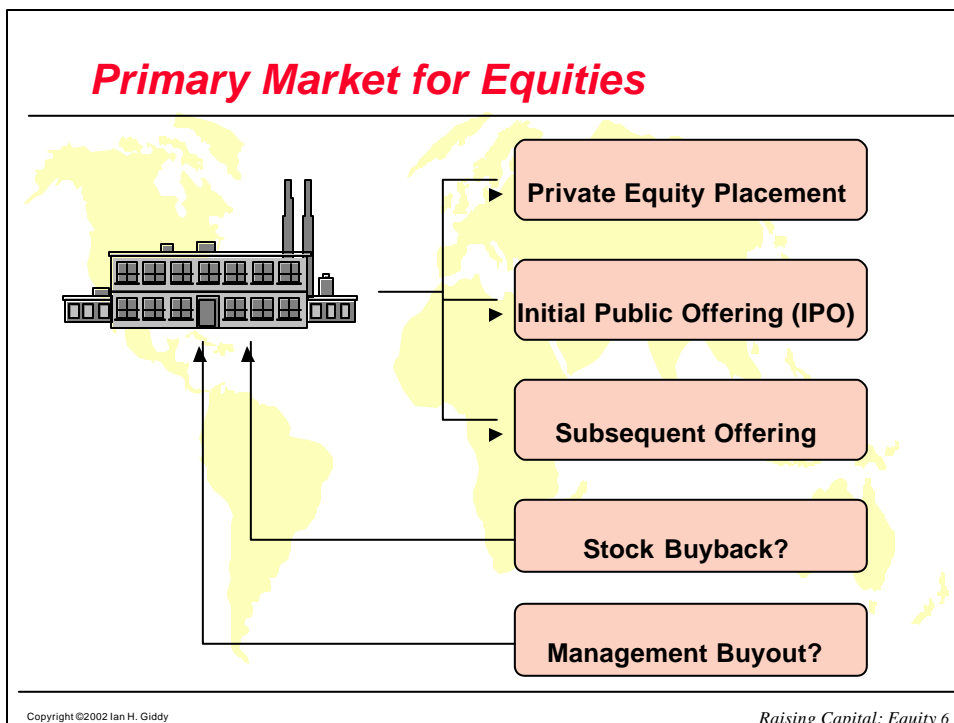 Primary Market for Equities
Private Equity Placement
Initial Public Offering (IPO)
Subsequent Offering
Stock Buyback?
Management Buyout?
Copyright ©2002 Ian H. Giddy
Raising Capital: Equity 6